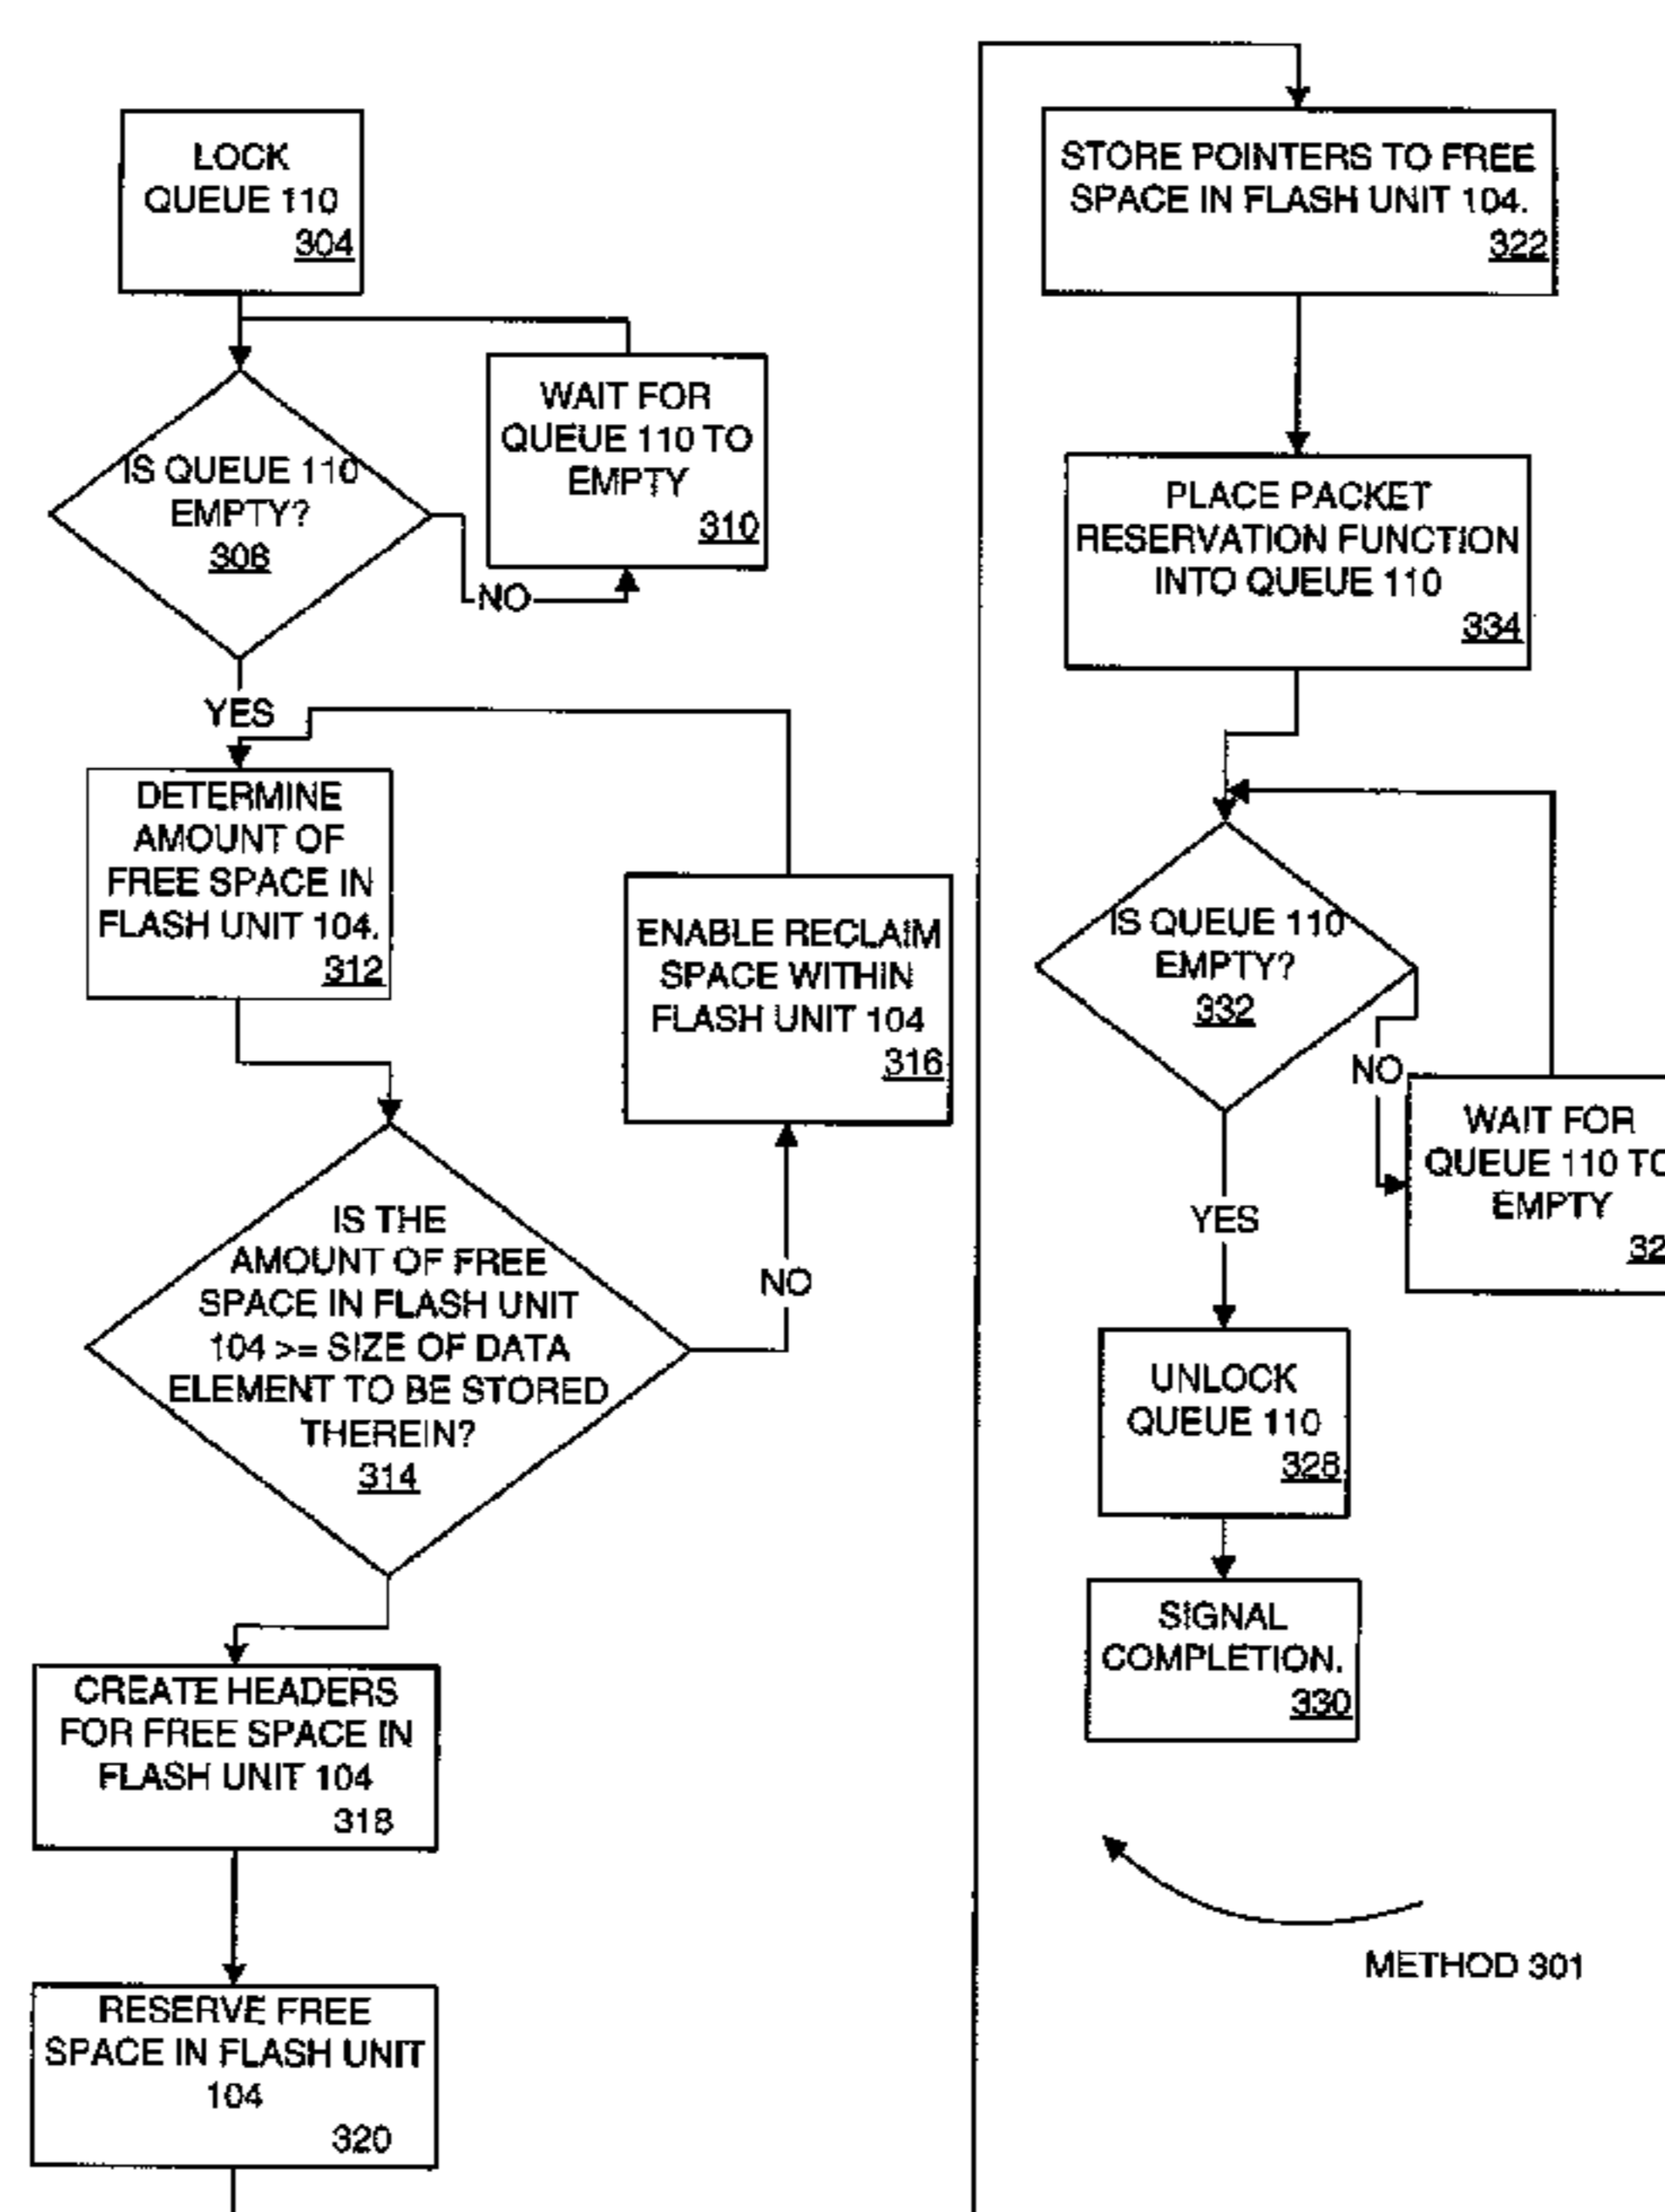 LOCK
QUEUE 110
304
WAIT FOR
QUEUE 110 TO
EMPTY
310
IS QUEUE 110
EMPTY?
308
NO
YES
DETERMINE
AMOUNT OF
FREE SPACE IN
FLASH UNIT 104.
312
ENABLE RECLAIM
SPACE WITHIN
FLASH UNIT 104
316
IS THE
AMOUNT OF FREE
SPACE IN FLASH UNIT
104 >= SIZE OF DATA
ELEMENT TO BE STORED
THEREIN?
314
NO
CREATE HEADERS
FOR FREE SPACE IN
FLASH UNIT 104
318
RESERVE FREE
SPACE IN FLASH UNIT
104
320
STORE POINTERS TO FREE
SPACE IN FLASH UNIT 104.
322
PLACE PACKET
RESERVATION FUNCTION
INTO QUEUE 110
334
IS QUEUE 110
EMPTY?
332
NO
WAIT FOR
QUEUE 110 TO
EMPTY
YES
UNLOCK
QUEUE 110
328
SIGNAL
COMPLETION.
330
METHOD 301